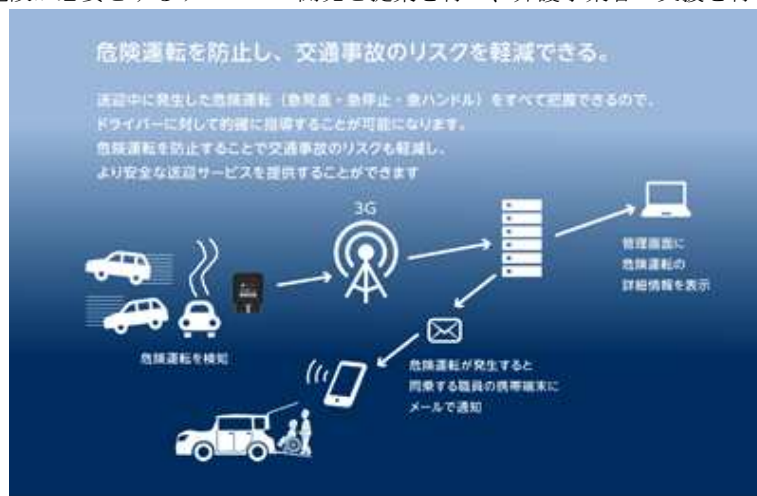 危険運転を防止し、交通事故のリスクを軽減できる。
送迎中に発生した危険運転（急発進・急停止・急ハンドル）をすべて把握できるので、
ドライバーに対して的確に指導することが可能になります。
危険運転を防止することで交通事故のリスクも軽減し、
より安全な送迎サービスを提供することができます
3G
管理画面に
危険運転の
詳細情報を表示
危険運転を検知
危険運転が発生すると
同乗する職員の携帯端末に
メールで通知